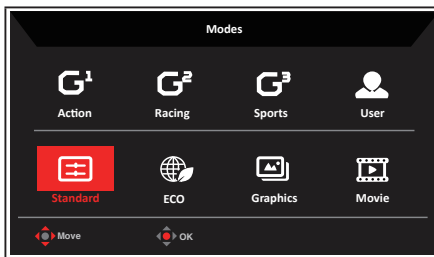 Modes
G1 G2 G3
Action Racing Sports User
Standard ECO Graphics Movie
Move OK